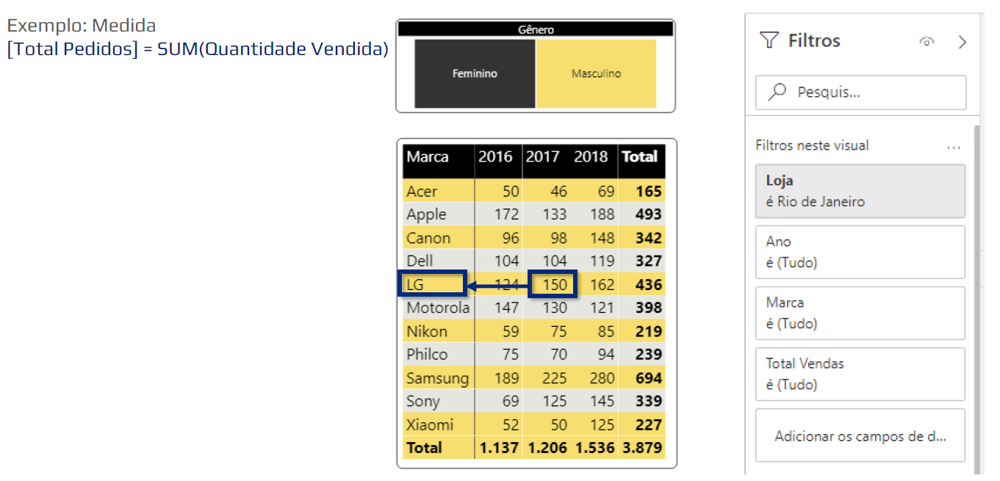 Exemplo: Medida
[Total Pedidos] = SUM(Quantidade Vendida)
Gênero
Feminino Masculino
Marca 2016 2017 2018 Total
Acer 50 46 69 165
Apple 172 133 188 493
Canon 96 98 148 342
Dell 104 104 119 327
LG 124 150 162 436
Motorola 147 130 121 398
Nikon 59 75 85 219
Philco 75 70 94 239
Samsung 189 225 280 694
Sony 69 125 145 339
Xiaomi 52 50 125 227
Total 1.137 1.206 1.536 3.879
Filtros
Pesquis...
Filtros neste visual ...
Loja
é Rio de Janeiro
Ano
é (Tudo)
Marca
é (Tudo)
Total Vendas
é (Tudo)
Adicionar os campos de d...